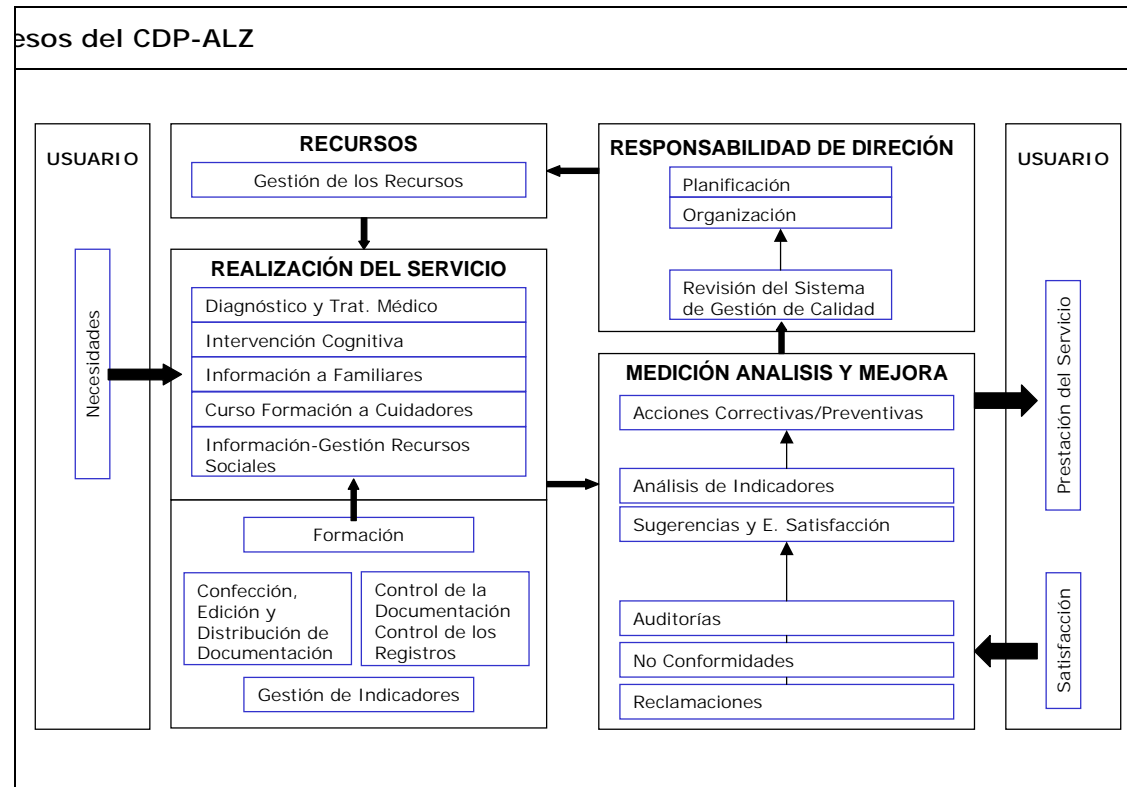 esos del CDP-ALZ
USUARIO
Necesidades
RECURSOS
Gestión de los Recursos
REALIZACIÓN DEL SERVICIO
Diagnóstico y Trat. Médico
Intervención Cognitiva
Información a Familiares
Curso Formación a Cuidadores
Información-Gestión Recursos
Sociales
Formación
Confección,
Edición y
Distribución de
Documentación
Control de la
Documentación
Control de los
Registros
Gestión de Indicadores
RESPONSABILIDAD DE DIRECIÓN
Planificación
Organización
Revisión del Sistema
de Gestión de Calidad
MEDICIÓN ANALISIS Y MEJORA
Acciones Correctivas/Preventivas
Análisis de Indicadores
Sugerencias y E. Satisfacción
Auditorías
No Conformidades
Reclamaciones
USUARIO
Prestación del Servicio
Satisfacción